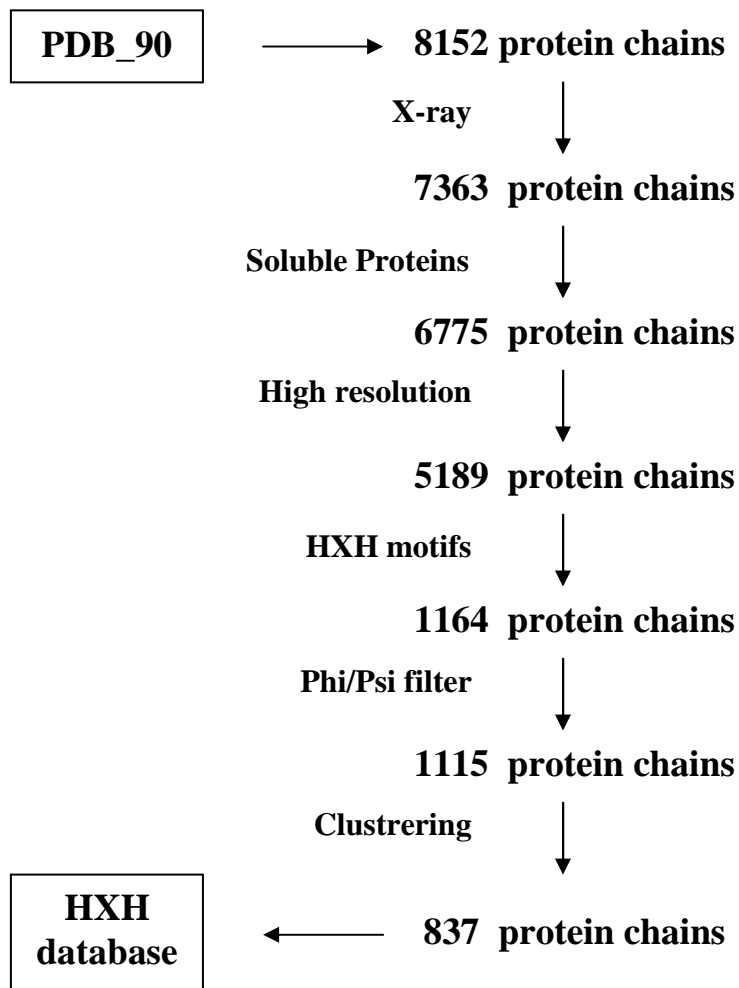 PDB_90
8152 protein chains
X-ray
7363 protein chains
Soluble Proteins
6775 protein chains
High resolution
5189 protein chains
HXH motifs
1164 protein chains
Phi/Psi filter
1115 protein chains
Clustrering
HXH
database
837 protein chains